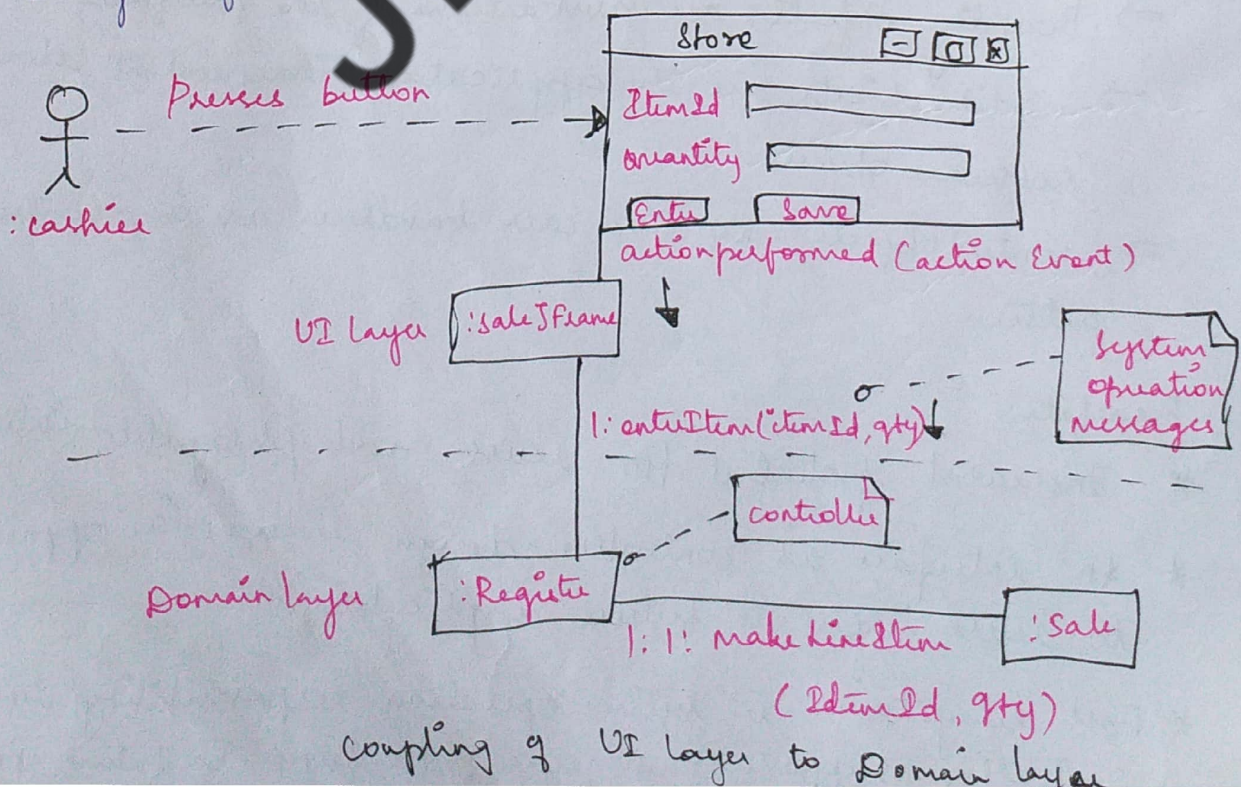 Store
Presses button
ItemId
Quantity
Enter
Save
:cashier
actionperformed (action Event)
UI Layer
:saleJFrame
System
operation
messages
1: enterItem(itemId, qty)
controller
Domain layer
:Register
:Sale
1:1: makeLineItem
(ItemId, qty)
coupling of UI Layer to Domain layer